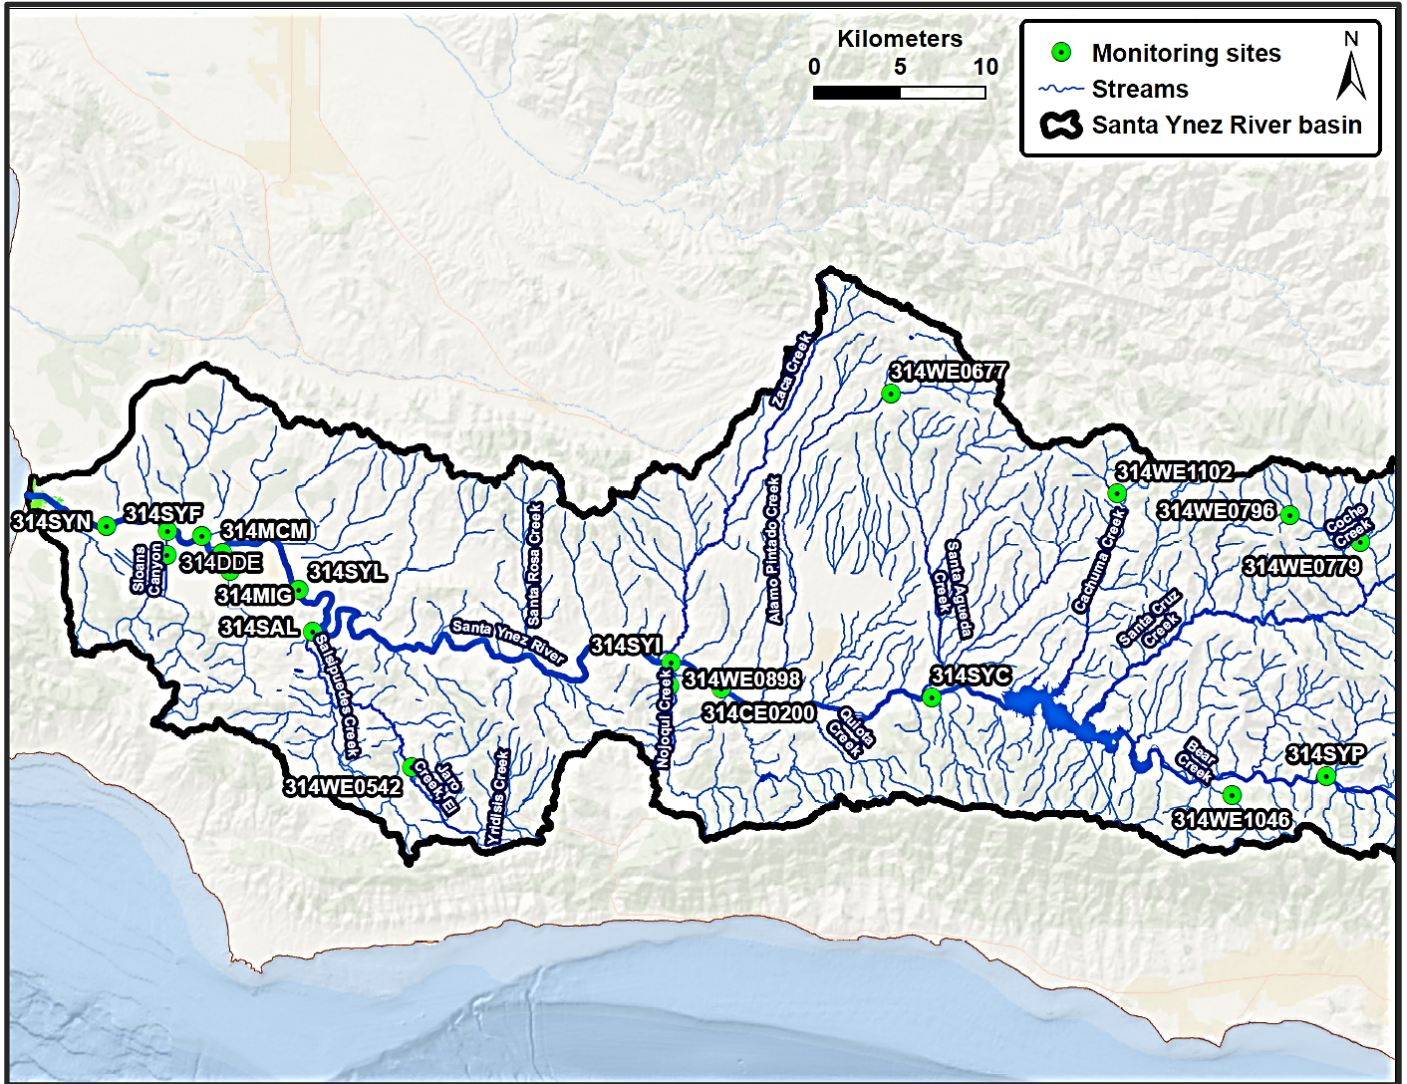 Kilometers
0 5 10
N
Monitoring sites
Streams
Santa Ynez River basin
Zaca Creek
314WE0677
314WE1102
314WE0796
Coche
Creek
314WE0779
314SYN
314SYF
314MCM
Sloans
Canyon
314DDE
314MIG
314SYL
314SAL
Santa Rosa Creek
Alamo Pintado Creek
Santa Agueda
Creek
Cachuma Creek
Santa Cruz
Creek
Santa Ynez River
314SYI
314WE0898
314CE0200
314SYC
Salsipuedes Creek
Nojoqui Creek
Quiota
Creek
Bear
Creek
314SYP
314WE0542
Jaro
Creek, El
Yridisis Creek
314WE1046